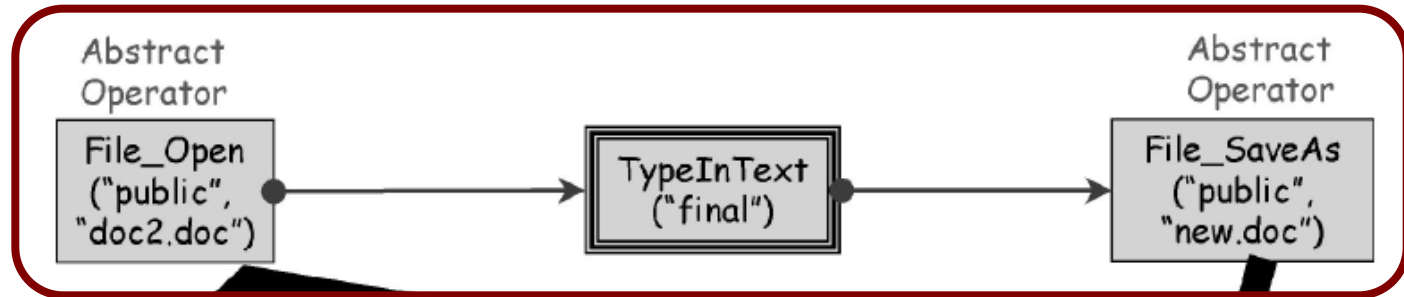 Abstract
Operator
File_Open
("public",
"doc2.doc")
TypeInText
("final")
Abstract
Operator
File_SaveAs
("public",
"new.doc")